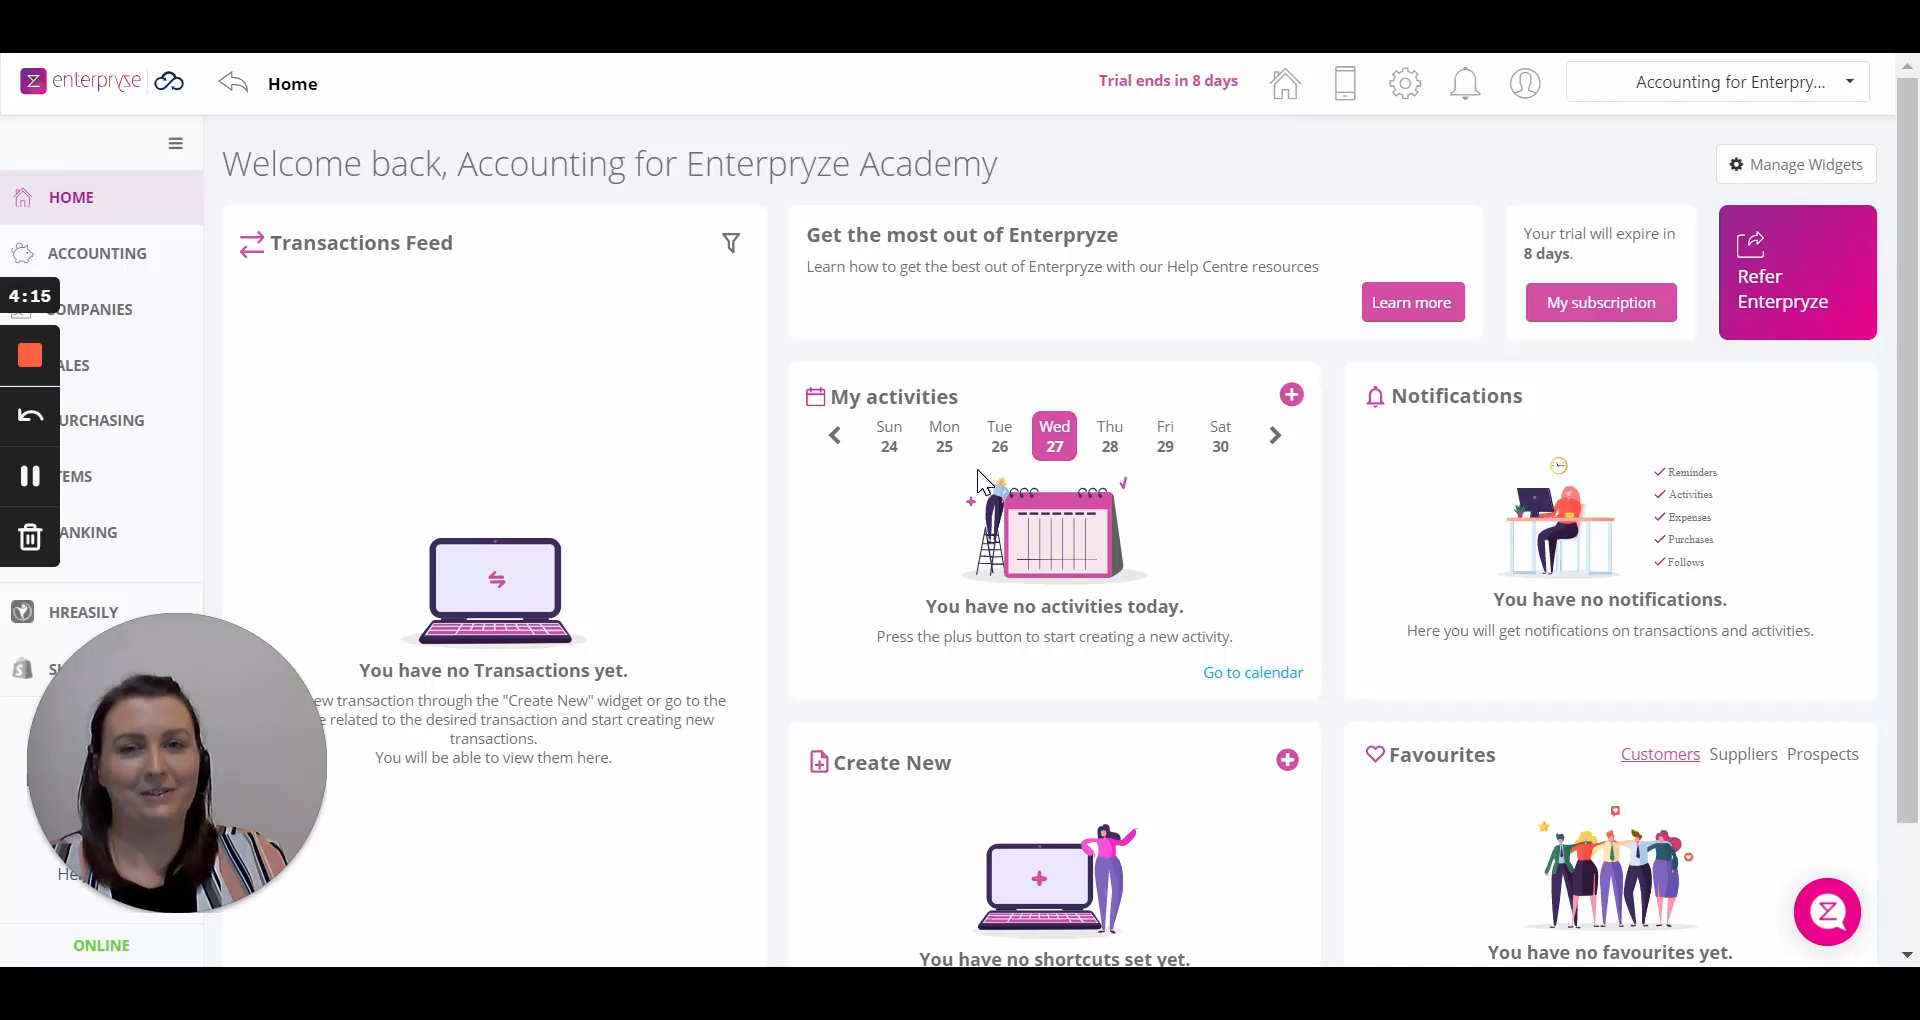 enterpryze
Home
Trial ends in 8 days
Accounting for Enterpry...
HOME
ACCOUNTING
4:15
OMPANIES
ALES
URCHASING
TEMS
ANKING
HREASILY
ONLINE
Welcome back, Accounting for Enterpryze Academy
Manage Widgets
Transactions Feed
You have no Transactions yet.
ew transaction through the "Create New" widget or go to the
related to the desired transaction and start creating new
transactions.
You will be able to view them here.
Get the most out of Enterpryze
Learn how to get the best out of Enterpryze with our Help Centre resources
Learn more
Your trial will expire in
8 days.
My subscription
Refer
Enterpryze
My activities
Sun Mon Tue Wed Thu Fri Sat
24 25 26 27 28 29 30
You have no activities today.
Press the plus button to start creating a new activity.
Go to calendar
Notifications
Reminders
Activities
Expenses
Purchases
Follows
You have no notifications.
Here you will get notifications on transactions and activities.
Create New
You have no shortcuts set yet.
Favourites
Customers Suppliers Prospects
You have no favourites yet.